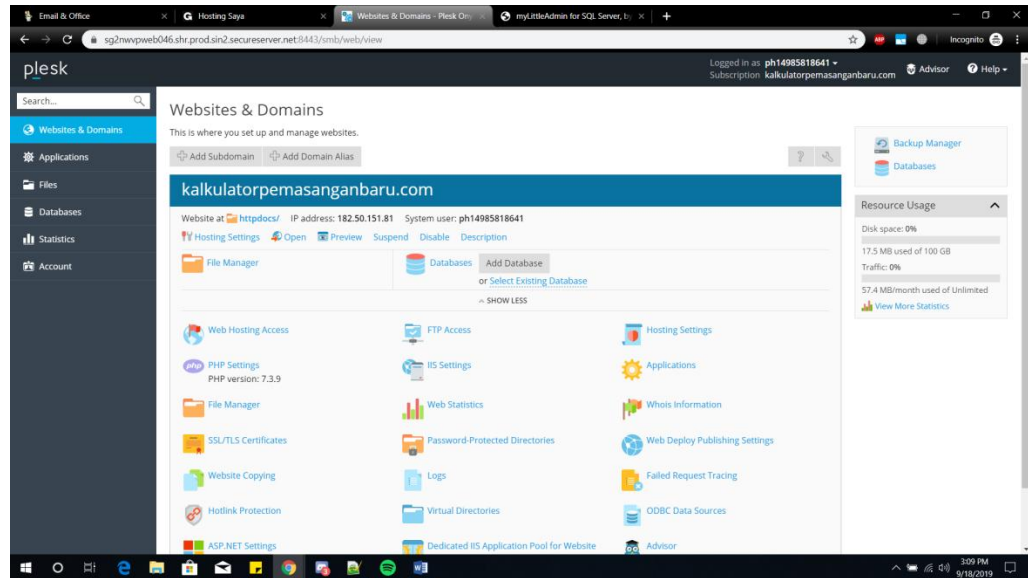 Email & Office
Hosting Saya
Websites & Domains - Plesk Ony
myLittleAdmin for SQL Server, by
sg2nwvpweb046.shr.prod.sin2.secureserver.net:8443/smb/web/view
ABP
Incognito
plesk
Logged in as ph14985818641
Subscription kalkulatorpemasanganbaru.com
Advisor
Help
Search...
Websites & Domains
Applications
Files
Databases
Statistics
Account
Websites & Domains
This is where you set up and manage websites.
Add Subdomain Add Domain Alias
kalkulatorpemasanganbaru.com
Website at httpdocs/ IP address: 182.50.151.81 System user: ph14985818641
Hosting Settings Open Preview Suspend Disable Description
File Manager
Databases Add Database
or Select Existing Database
SHOW LESS
Web Hosting Access
FTP Access
Hosting Settings
php PHP Settings
PHP version: 7.3.9
IIS Settings
Applications
File Manager
Web Statistics
Whois Information
SSL/TLS Certificates
Password-Protected Directories
Web Deploy Publishing Settings
Website Copying
Logs
Failed Request Tracing
Hotlink Protection
Virtual Directories
ODBC Data Sources
ASP.NET Settings
Dedicated IIS Application Pool for Website
Advisor
Backup Manager
Databases
Resource Usage
Disk space: 0%
17.5 MB used of 100 GB
Traffic: 0%
57.4 MB/month used of Unlimited
View More Statistics
3:09 PM
9/18/2019